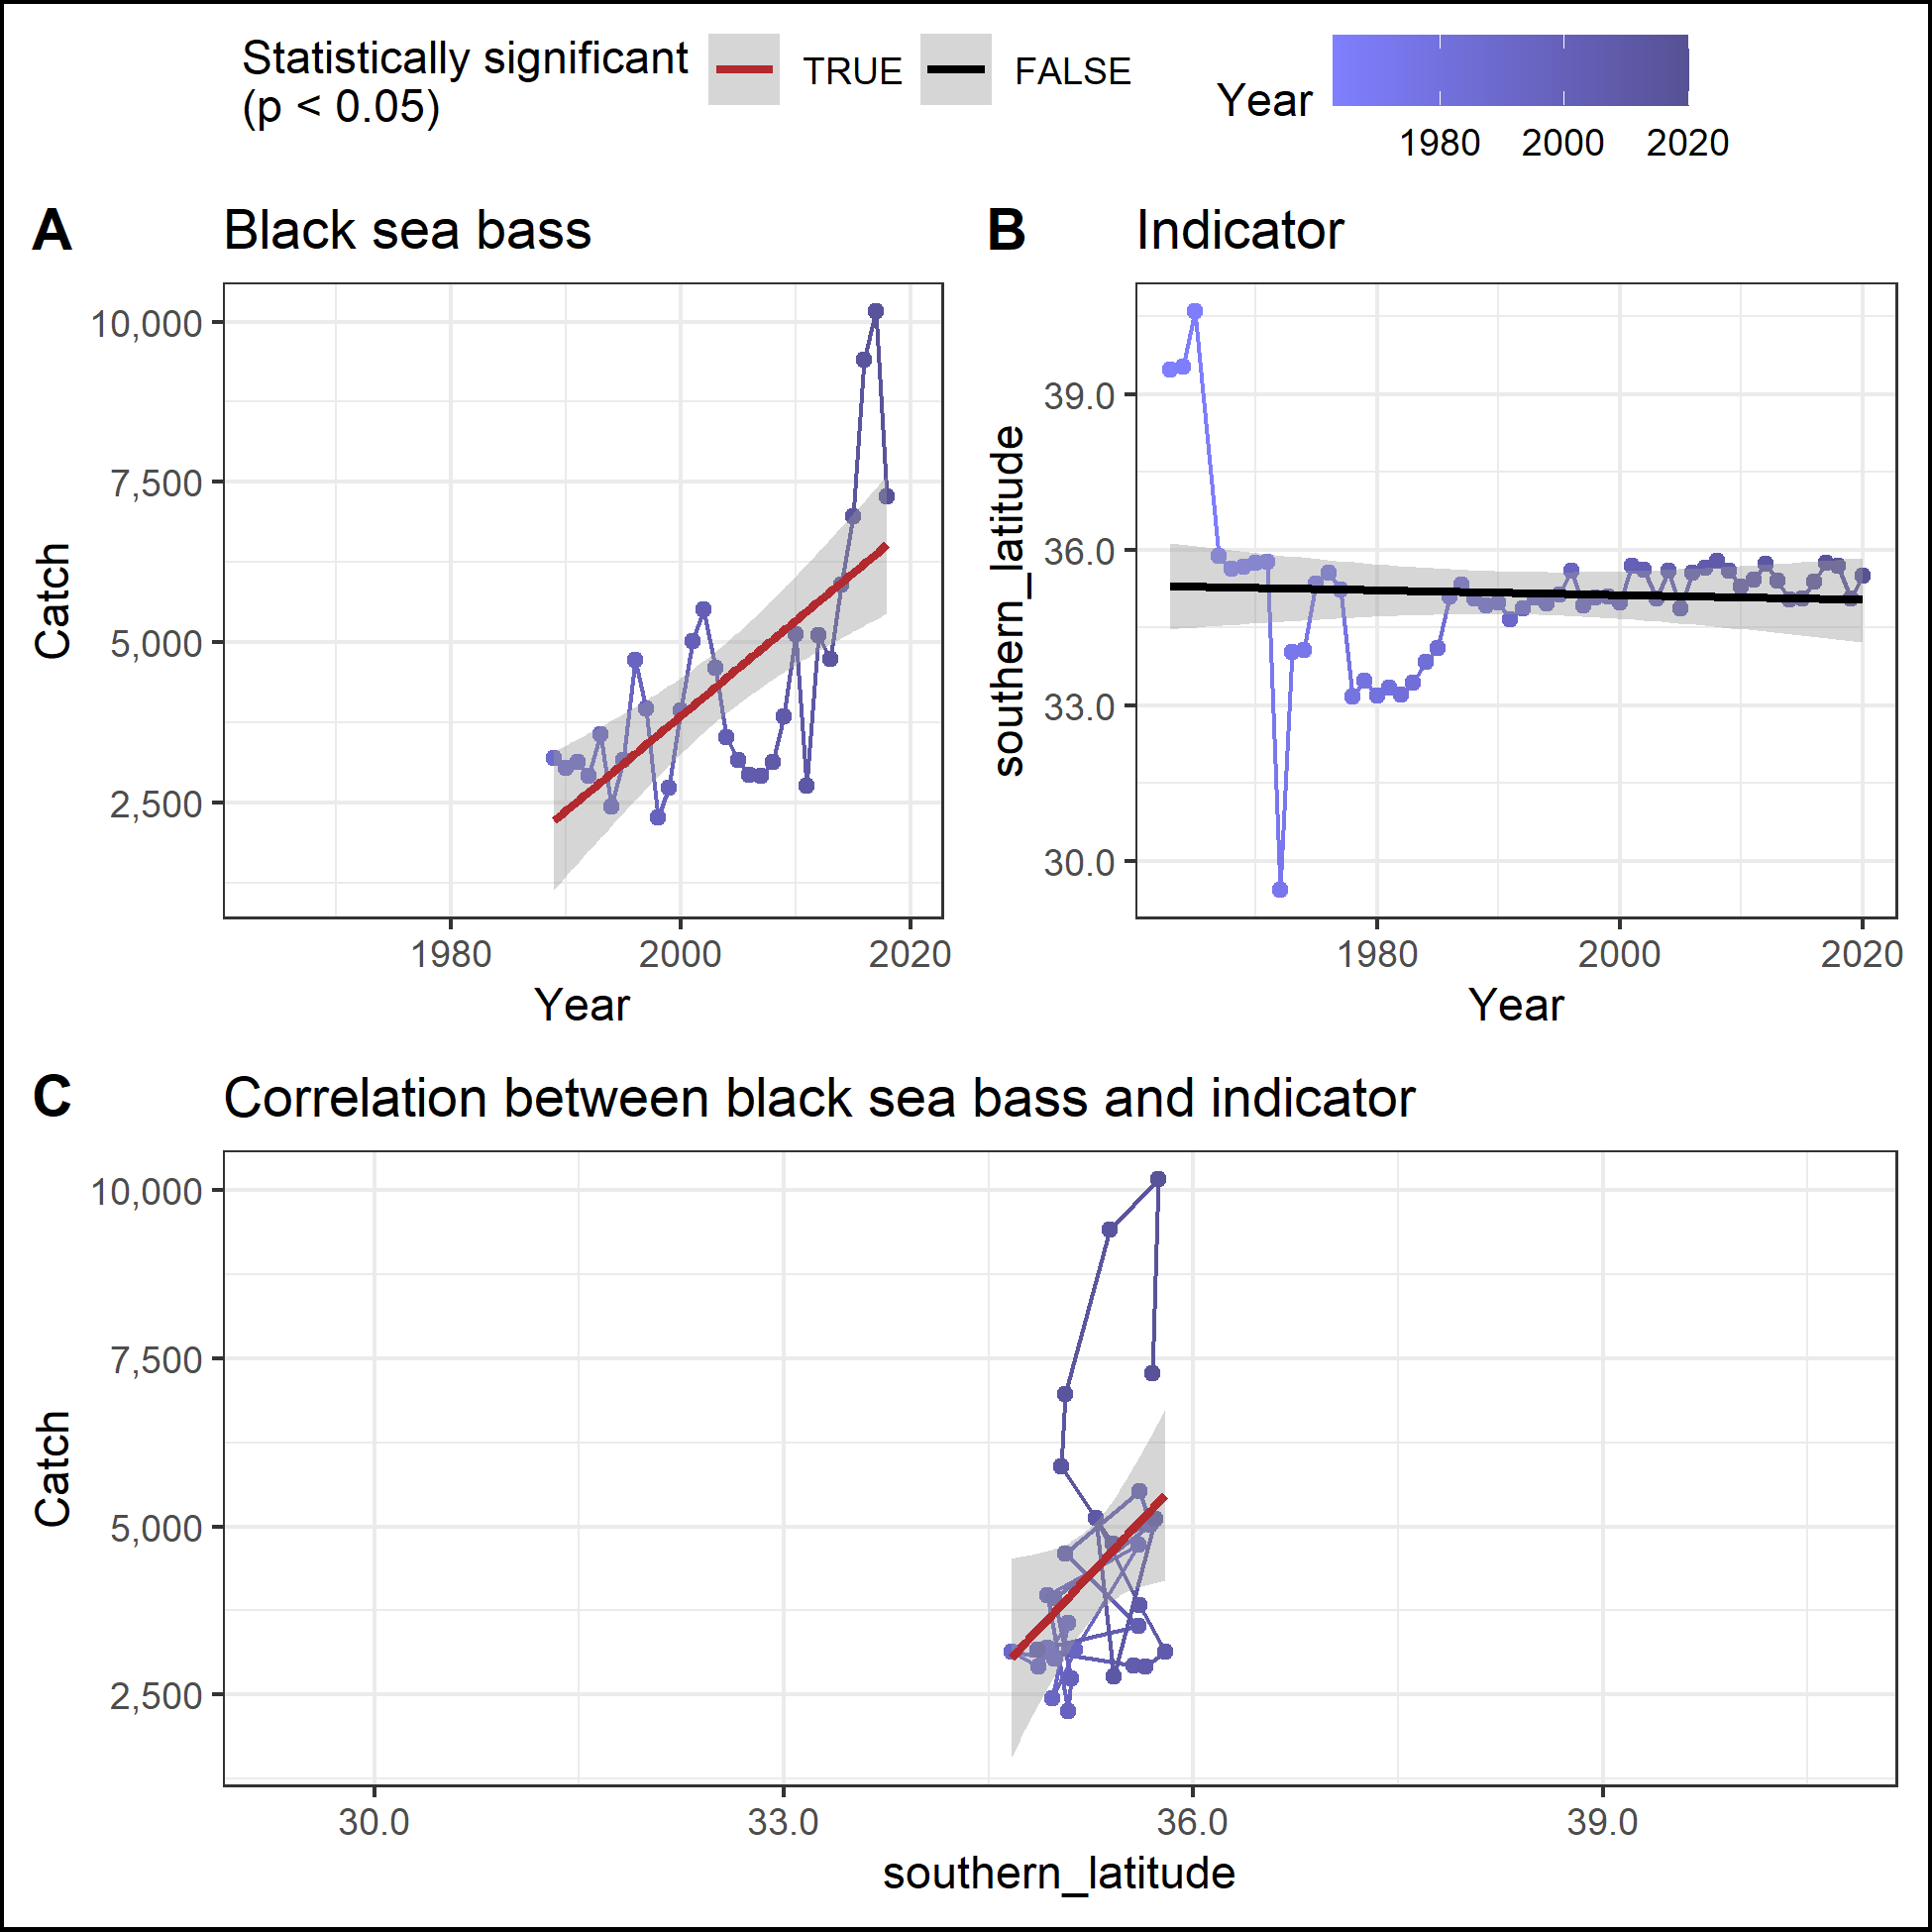 Statistically significant
(p < 0.05)
TRUE
FALSE
Year
1980
2000
2020
A
Black sea bass
10,000
7,500
5,000
2,500
Catch
1980
2000
2020
Year
B
Indicator
39.0
36.0
33.0
30.0
southern_latitude
1980
2000
2020
Year
C
Correlation between black sea bass and indicator
10,000
7,500
5,000
2,500
Catch
30.0
33.0
36.0
39.0
southern_latitude